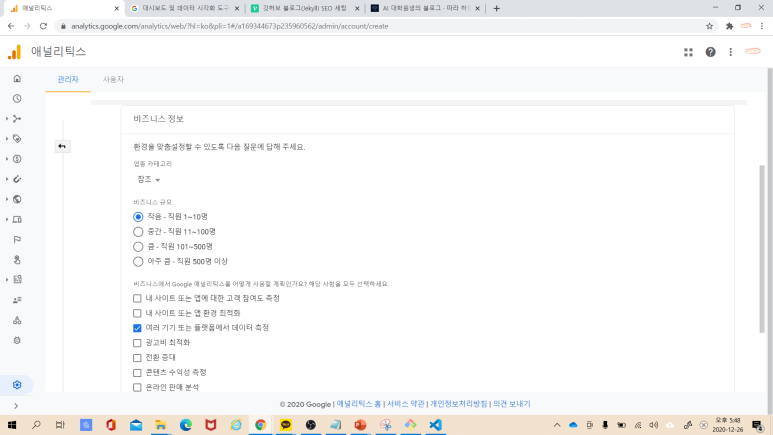 애널리틱스
대시보드 및 데이터 시각화 도구
깃허브 블로그(Jekyll) SEO 세팅
AI 대학원생의 블로그 - 따라 하
analytics.google.com/analytics/web/?hl=ko&pli=1#/a169344673p235960562/admin/account/create
애널리틱스
관리자
사용자
비즈니스 정보
환경을 맞춤설정할 수 있도록 다음 질문에 답해 주세요.
업종 카테고리
참조
비즈니스 규모
작음 - 직원 1~10명
중간 - 직원 11~100명
큼 - 직원 101~500명
아주 큼 - 직원 500명 이상
비즈니스에서 Google 애널리틱스를 어떻게 사용할 계획인가요? 해당 사항을 모두 선택하세요.
내 사이트 또는 앱에 대한 고객 참여도 측정
내 사이트 또는 앱 환경 최적화
여러 기기 또는 플랫폼에서 데이터 측정
광고비 최적화
전환 증대
콘텐츠 수익성 측정
온라인 판매 분석
© 2020 Google | 애널리틱스 홈 | 서비스 약관 | 개인정보처리방침 | 의견 보내기
오후 5:48
2020-12-26